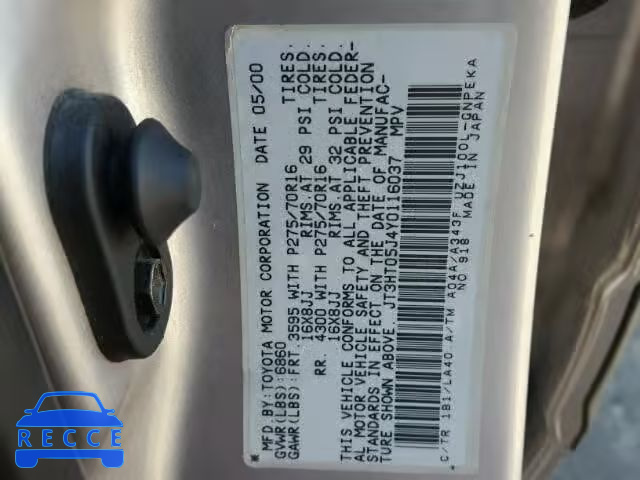 MFD.BY:TOYOTA MOTOR CORPORATION DATE 05/00
GVWR(LBS):6860
GAWR(LBS):FRT. 3595 WITH P275/70R16 TIRES,
16X8JJ RIMS.AT 29 PSI COLD.
RR. 4300 WITH P275/70R16 TIRES,
16X8JJ RIMS.AT 32 PSI COLD.
THIS VEHICLE CONFORMS TO ALL APPLICABLE FEDER-
AL MOTOR VEHICLE SAFETY AND THEFT PREVENTION
STANDARDS IN EFFECT ON THE DATE OF MANUFAC-
TURE SHOWN ABOVE. JT3HT05J4Y0116037 MPV
C/TR 1B1/LA40 A/TM A04A/A343F UZJ100L-GNPEKA
NO 918 MADE IN JAPAN
RECCE